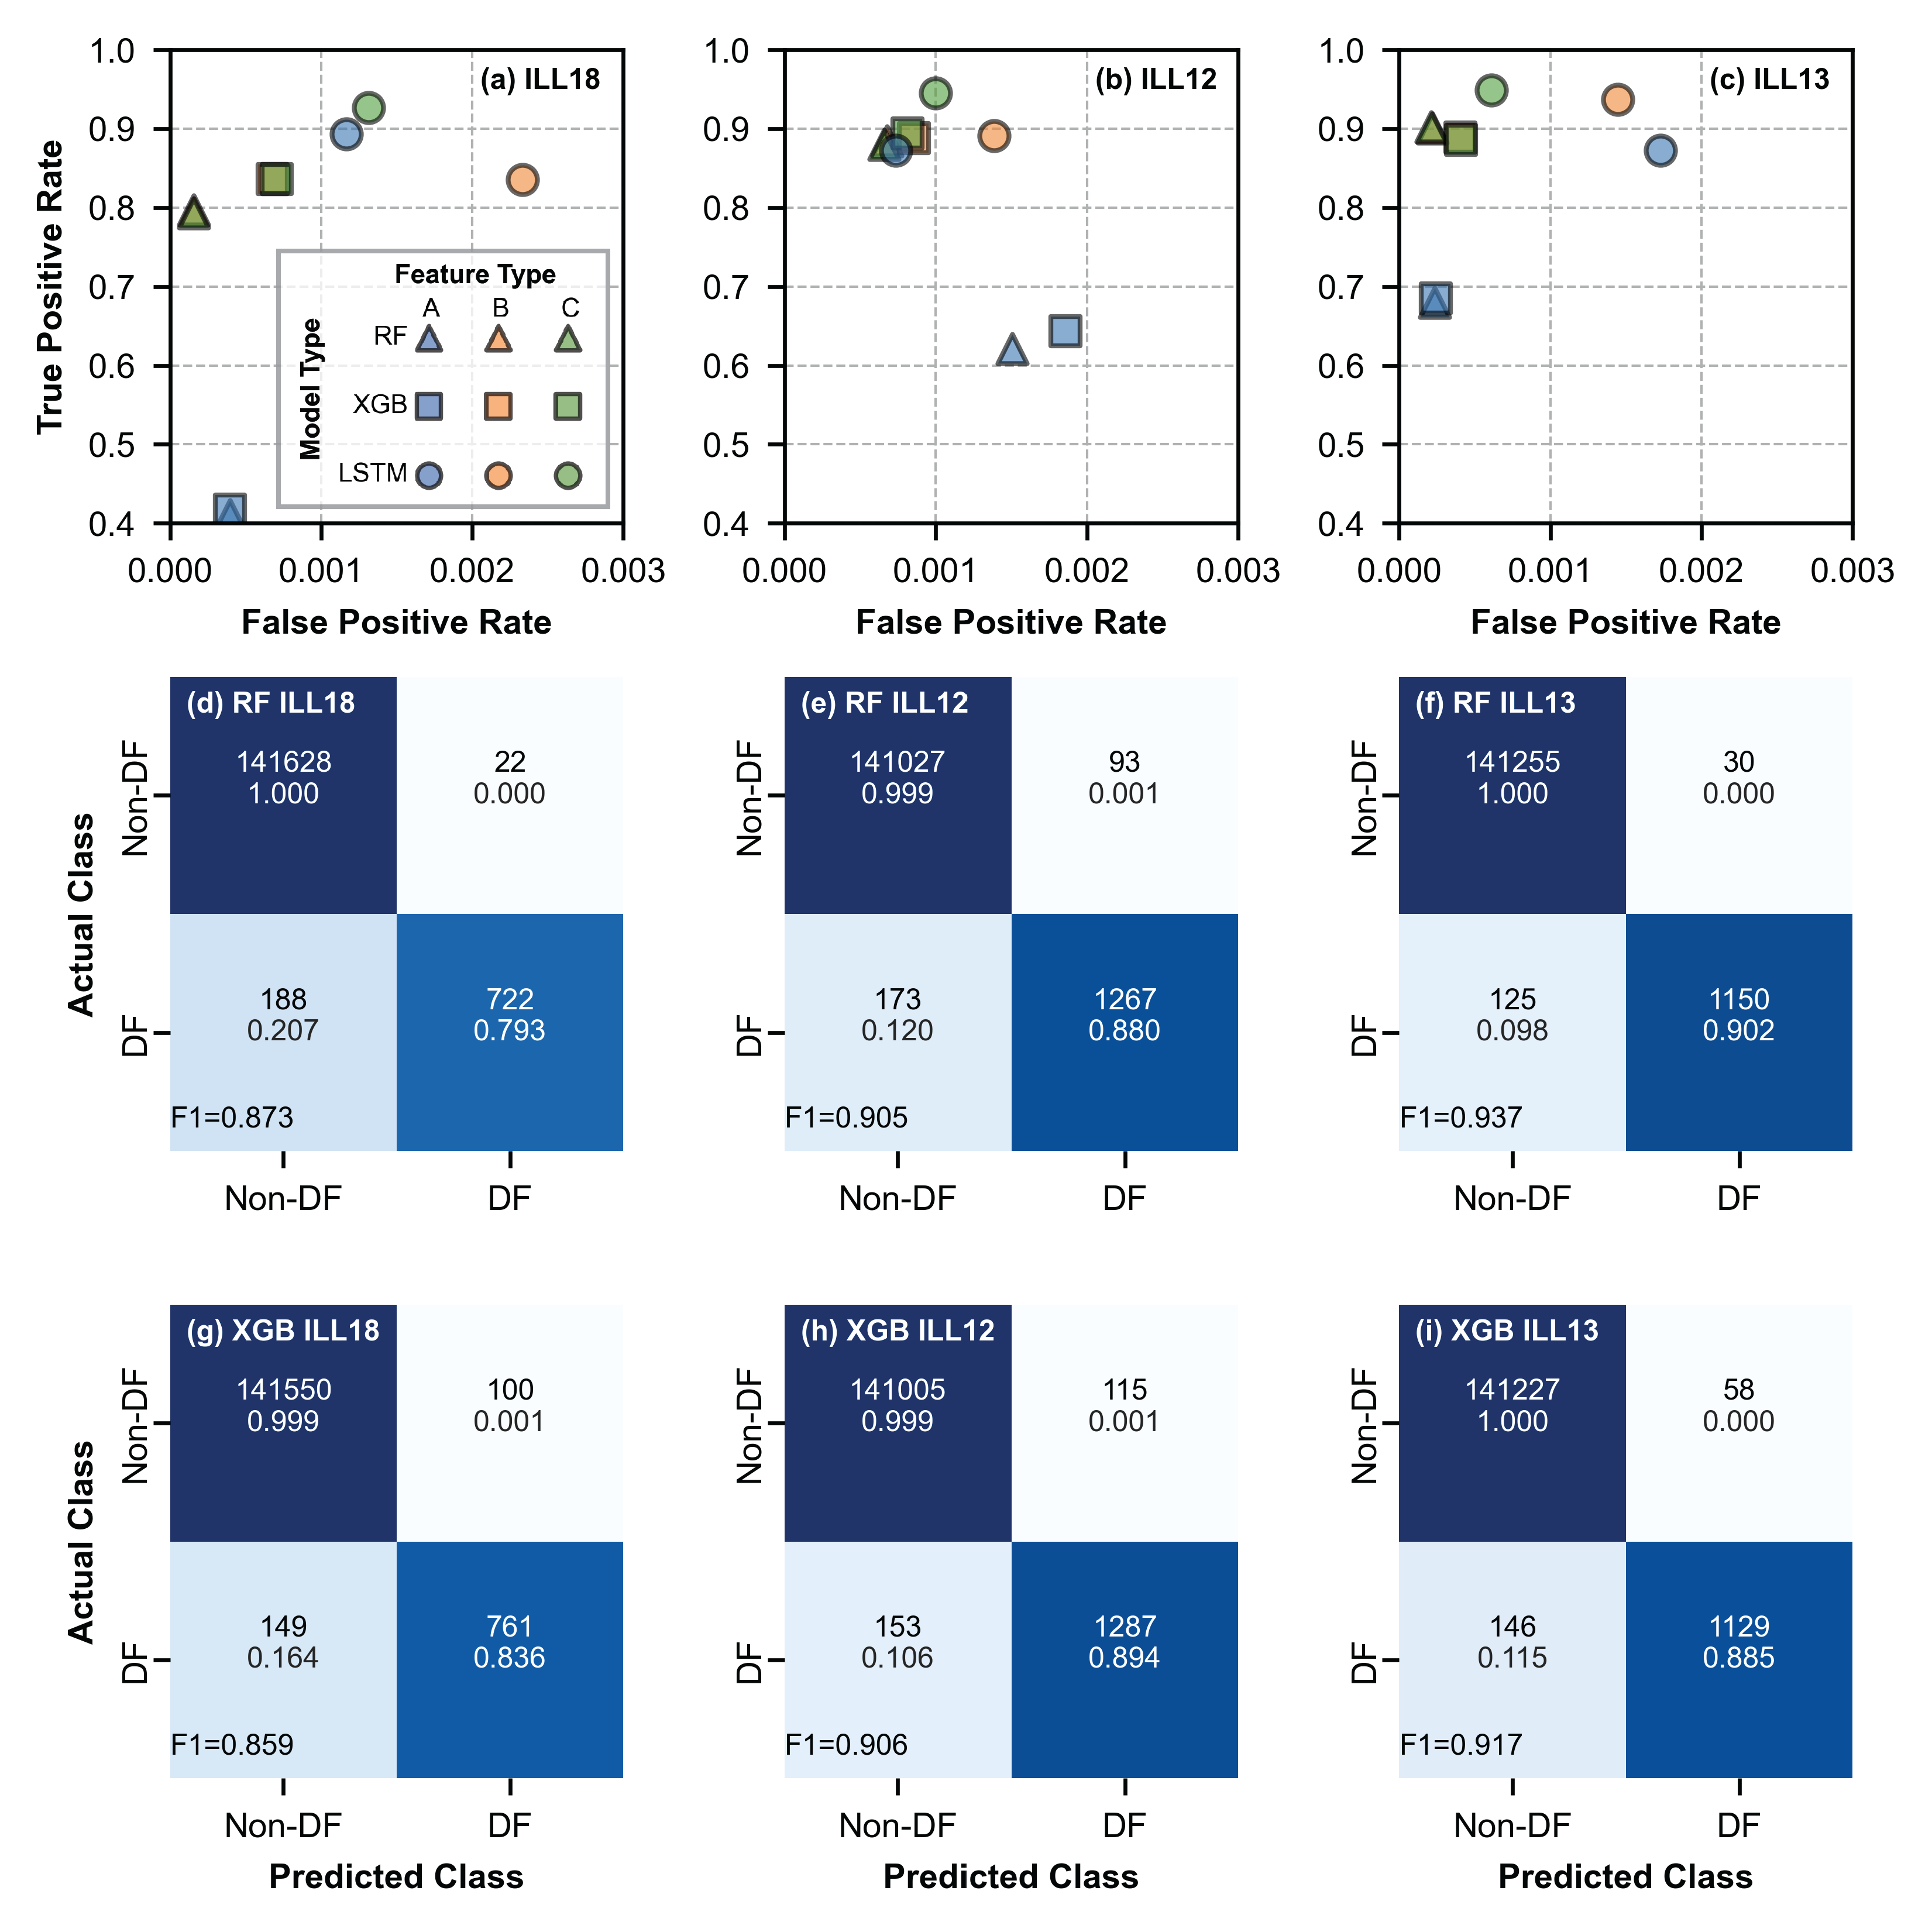 (a) ILL18
True Positive Rate
1.0
0.9
0.8
0.7
0.6
0.5
0.4
Feature Type
A B C
Model Type
RF
XGB
LSTM
0.000 0.001 0.002 0.003
False Positive Rate
(b) ILL12
1.0
0.9
0.8
0.7
0.6
0.5
0.4
0.000 0.001 0.002 0.003
False Positive Rate
(c) ILL13
1.0
0.9
0.8
0.7
0.6
0.5
0.4
0.000 0.001 0.002 0.003
False Positive Rate
Actual Class
(d) RF ILL18
Non-DF
141628 22
1.000 0.000
DF
188 722
0.207 0.793
F1=0.873
Non-DF DF
(e) RF ILL12
Non-DF
141027 93
0.999 0.001
DF
173 1267
0.120 0.880
F1=0.905
Non-DF DF
(f) RF ILL13
Non-DF
141255 30
1.000 0.000
DF
125 1150
0.098 0.902
F1=0.937
Non-DF DF
Actual Class
(g) XGB ILL18
Non-DF
141550 100
0.999 0.001
DF
149 761
0.164 0.836
F1=0.859
Non-DF DF
Predicted Class
(h) XGB ILL12
Non-DF
141005 115
0.999 0.001
DF
153 1287
0.106 0.894
F1=0.906
Non-DF DF
Predicted Class
(i) XGB ILL13
Non-DF
141227 58
1.000 0.000
DF
146 1129
0.115 0.885
F1=0.917
Non-DF DF
Predicted Class